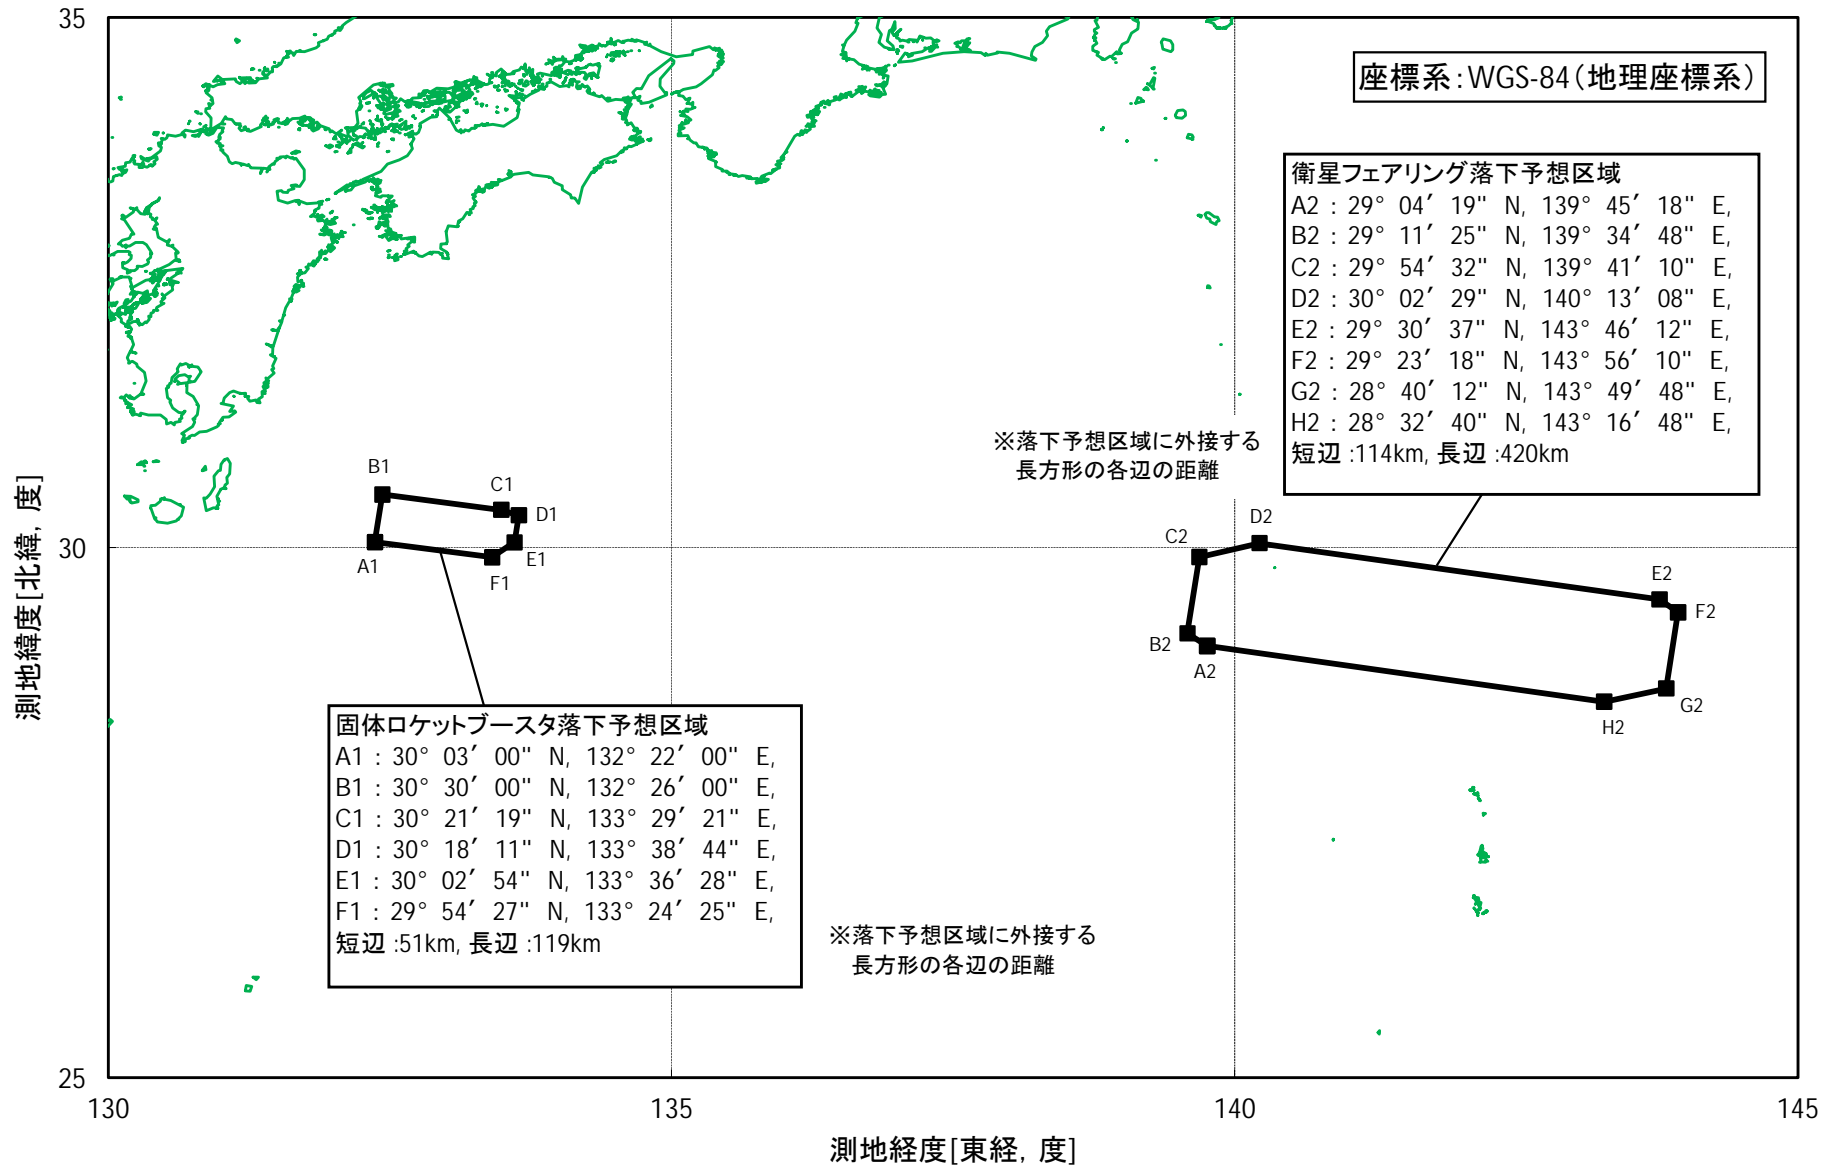 35
座標系:WGS-84(地理座標系)
衛星フェアリング落下予想区域
A2 : 29° 04′ 19" N, 139° 45′ 18" E,
B2 : 29° 11′ 25" N, 139° 34′ 48" E,
C2 : 29° 54′ 32" N, 139° 41′ 10" E,
D2 : 30° 02′ 29" N, 140° 13′ 08" E,
E2 : 29° 30′ 37" N, 143° 46′ 12" E,
F2 : 29° 23′ 18" N, 143° 56′ 10" E,
G2 : 28° 40′ 12" N, 143° 49′ 48" E,
H2 : 28° 32′ 40" N, 143° 16′ 48" E,
短辺 :114km, 長辺 :420km
※落下予想区域に外接する
長方形の各辺の距離
B1
C1
D1
A1
E1
F1
30
C2
D2
E2
F2
B2
A2
G2
H2
測地緯度[北緯, 度]
固体ロケットブースタ落下予想区域
A1 : 30° 03′ 00" N, 132° 22′ 00" E,
B1 : 30° 30′ 00" N, 132° 26′ 00" E,
C1 : 30° 21′ 19" N, 133° 29′ 21" E,
D1 : 30° 18′ 11" N, 133° 38′ 44" E,
E1 : 30° 02′ 54" N, 133° 36′ 28" E,
F1 : 29° 54′ 27" N, 133° 24′ 25" E,
短辺 :51km, 長辺 :119km
※落下予想区域に外接する
長方形の各辺の距離
25
130
135
140
145
測地経度[東経, 度]